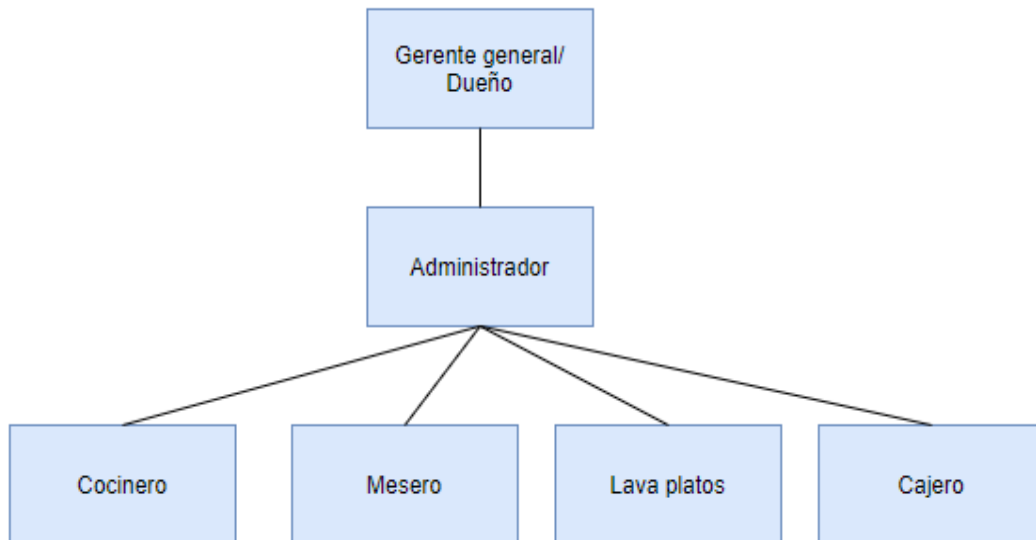 Gerente general/
Dueño
Administrador
Cocinero
Mesero
Lava platos
Cajero